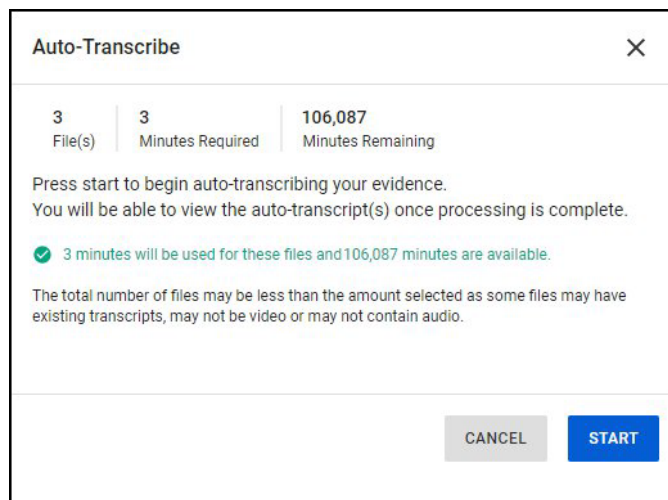 Auto-Transcribe
3
File(s)
3
Minutes Required
106,087
Minutes Remaining
Press start to begin auto-transcribing your evidence.
You will be able to view the auto-transcript(s) once processing is complete.
3 minutes will be used for these files and 106,087 minutes are available.
The total number of files may be less than the amount selected as some files may have
existing transcripts, may not be video or may not contain audio.
CANCEL
START